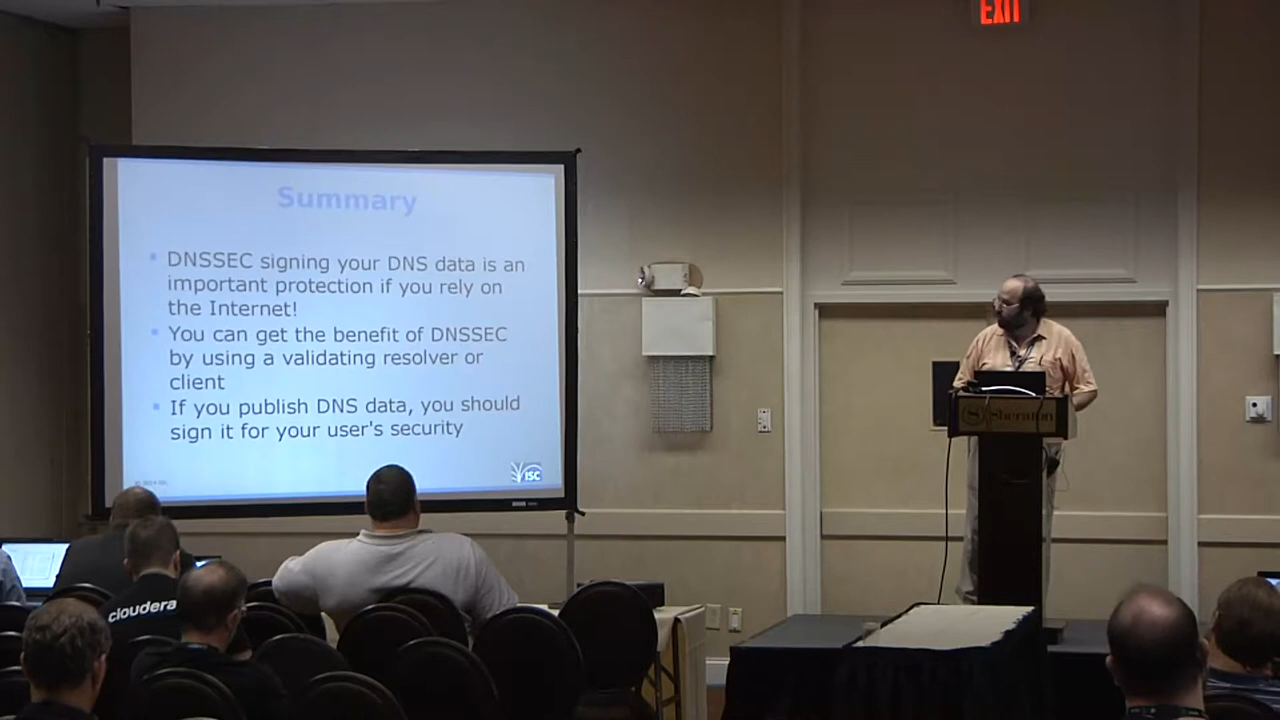 EXIT
Summary
DNSSEC signing your DNS data is an
important protection if you rely on
the Internet!
You can get the benefit of DNSSEC
by using a validating resolver or
client
If you publish DNS data, you should
sign it for your user's security
ISC
Sheraton
cloudera